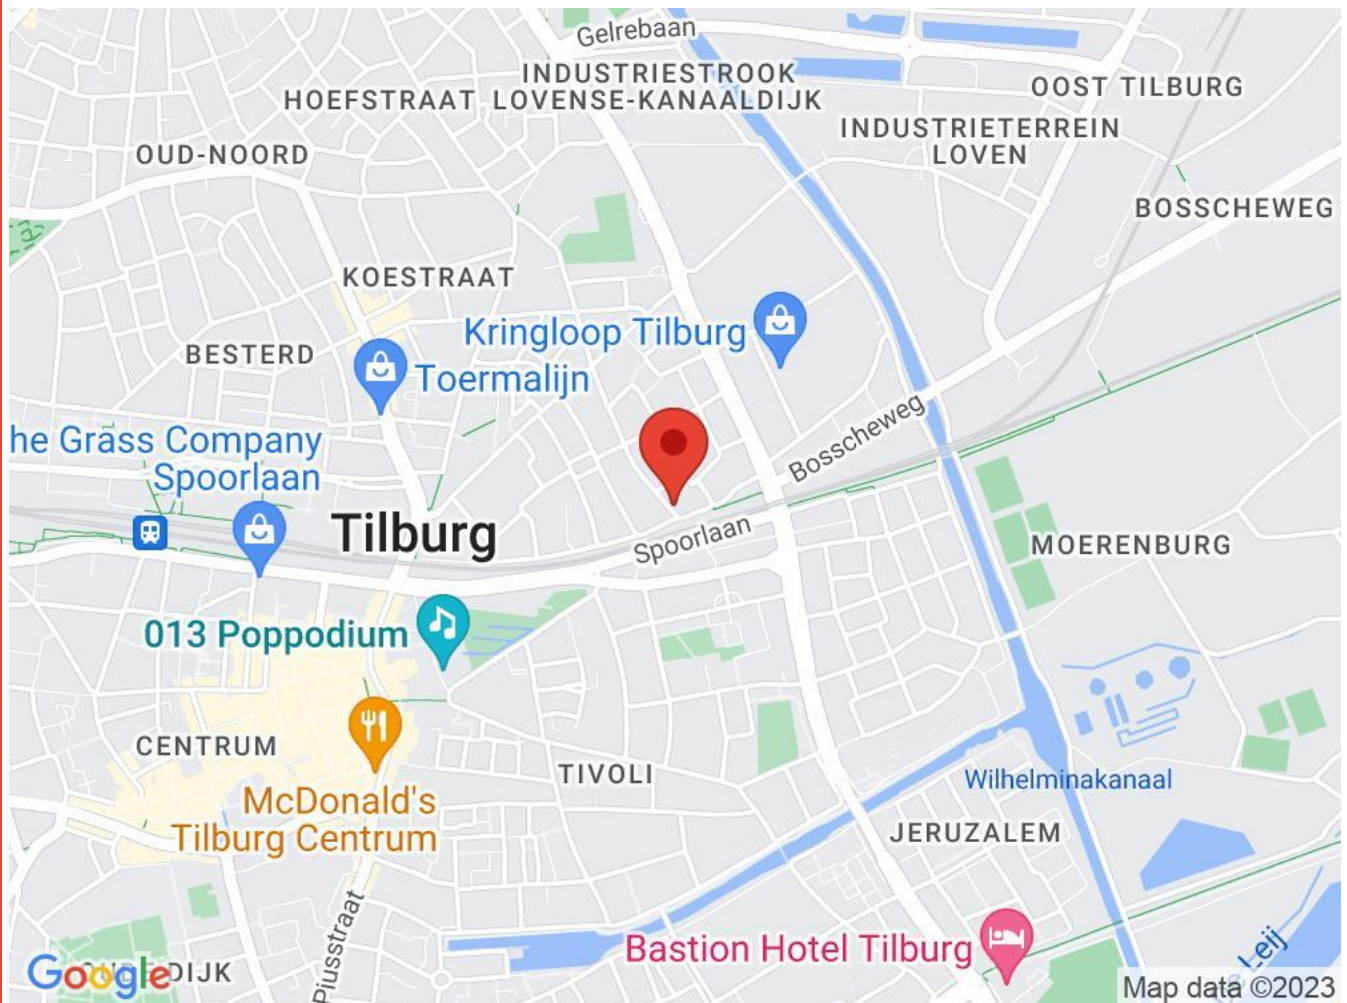 Gelrebaan
INDUSTRIESTROOK
LOVENSE-KANAALDIJK
HOEFSTRAAT
OOST TILBURG
INDUSTRIETERREIN
LOVEN
OUD-NOORD
BOSSCHEWEG
KOESTRAAT
Kringloop Tilburg
BESTERD
Toermalijn
Bosscheweg
he Grass Company
Spoorlaan
Tilburg
Spoorlaan
MOERENBURG
013 Poppodium
CENTRUM
TIVOLI
Wilhelminakanaal
McDonald's
Tilburg Centrum
JERUZALEM
Piusstraat
Bastion Hotel Tilburg
Leij
Google
DIJK
Map data ©2023